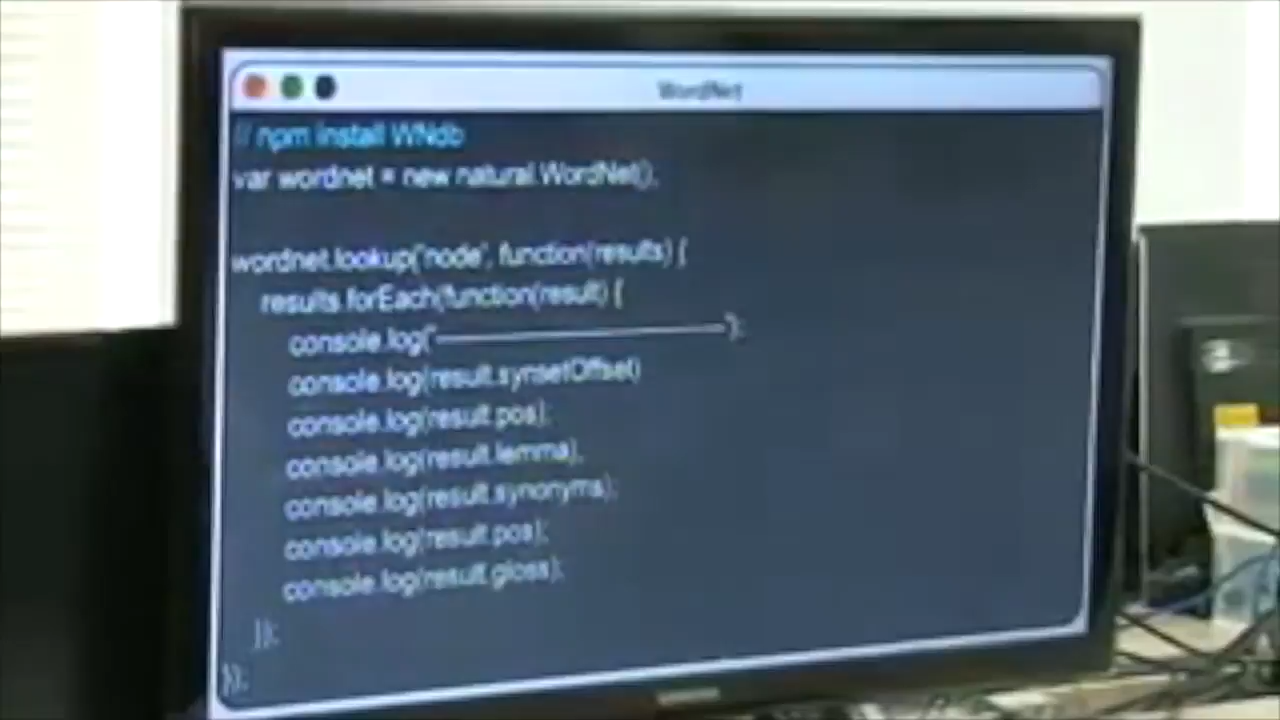 WordNet
// npm install WNdb
var wordnet = new natural.WordNet();
wordnet.lookup('node', function(results) {
results.forEach(function(result) {
console.log('------------------------------------');
console.log(result.synsetOffset)
console.log(result.pos);
console.log(result.lemma);
console.log(result.synonyms);
console.log(result.pos);
console.log(result.gloss);
});
});